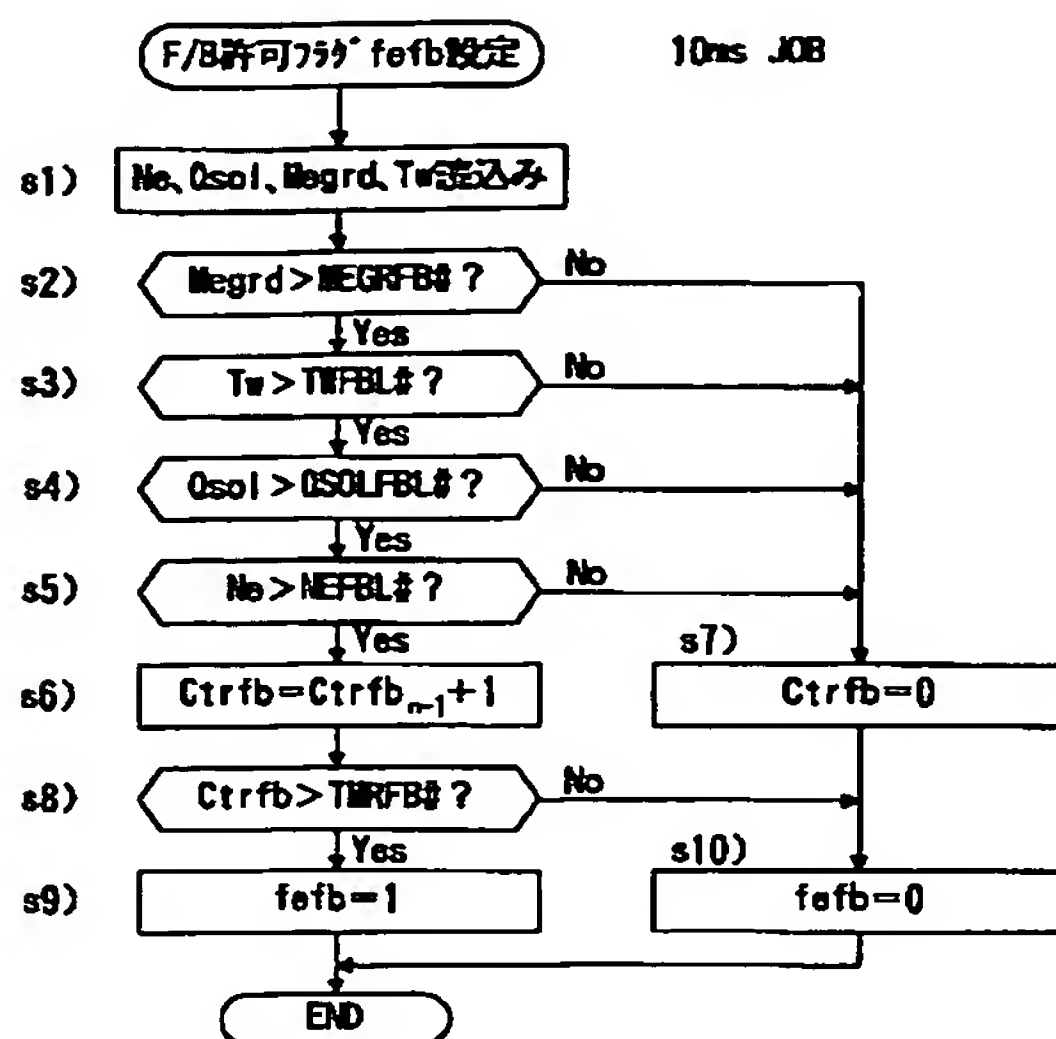 F/B許可ﾌﾗｸﾞ fefb設定
10ms JOB
s1) Ne、Qsol、Megrd、Tw読込み
s2) Megrd>MEGRFB#? No
Yes
s3) Tw>TWFBL#? No
Yes
s4) Qsol>QSOLFBL#? No
Yes
s5) Ne>NEFBL#? No
Yes
s7)
s6) Ctrfb=Ctrfbn-1+1 Ctrfb=0
s8) Ctrfb>TMRFB#? No
Yes
s10)
s9) fefb=1 fefb=0
END